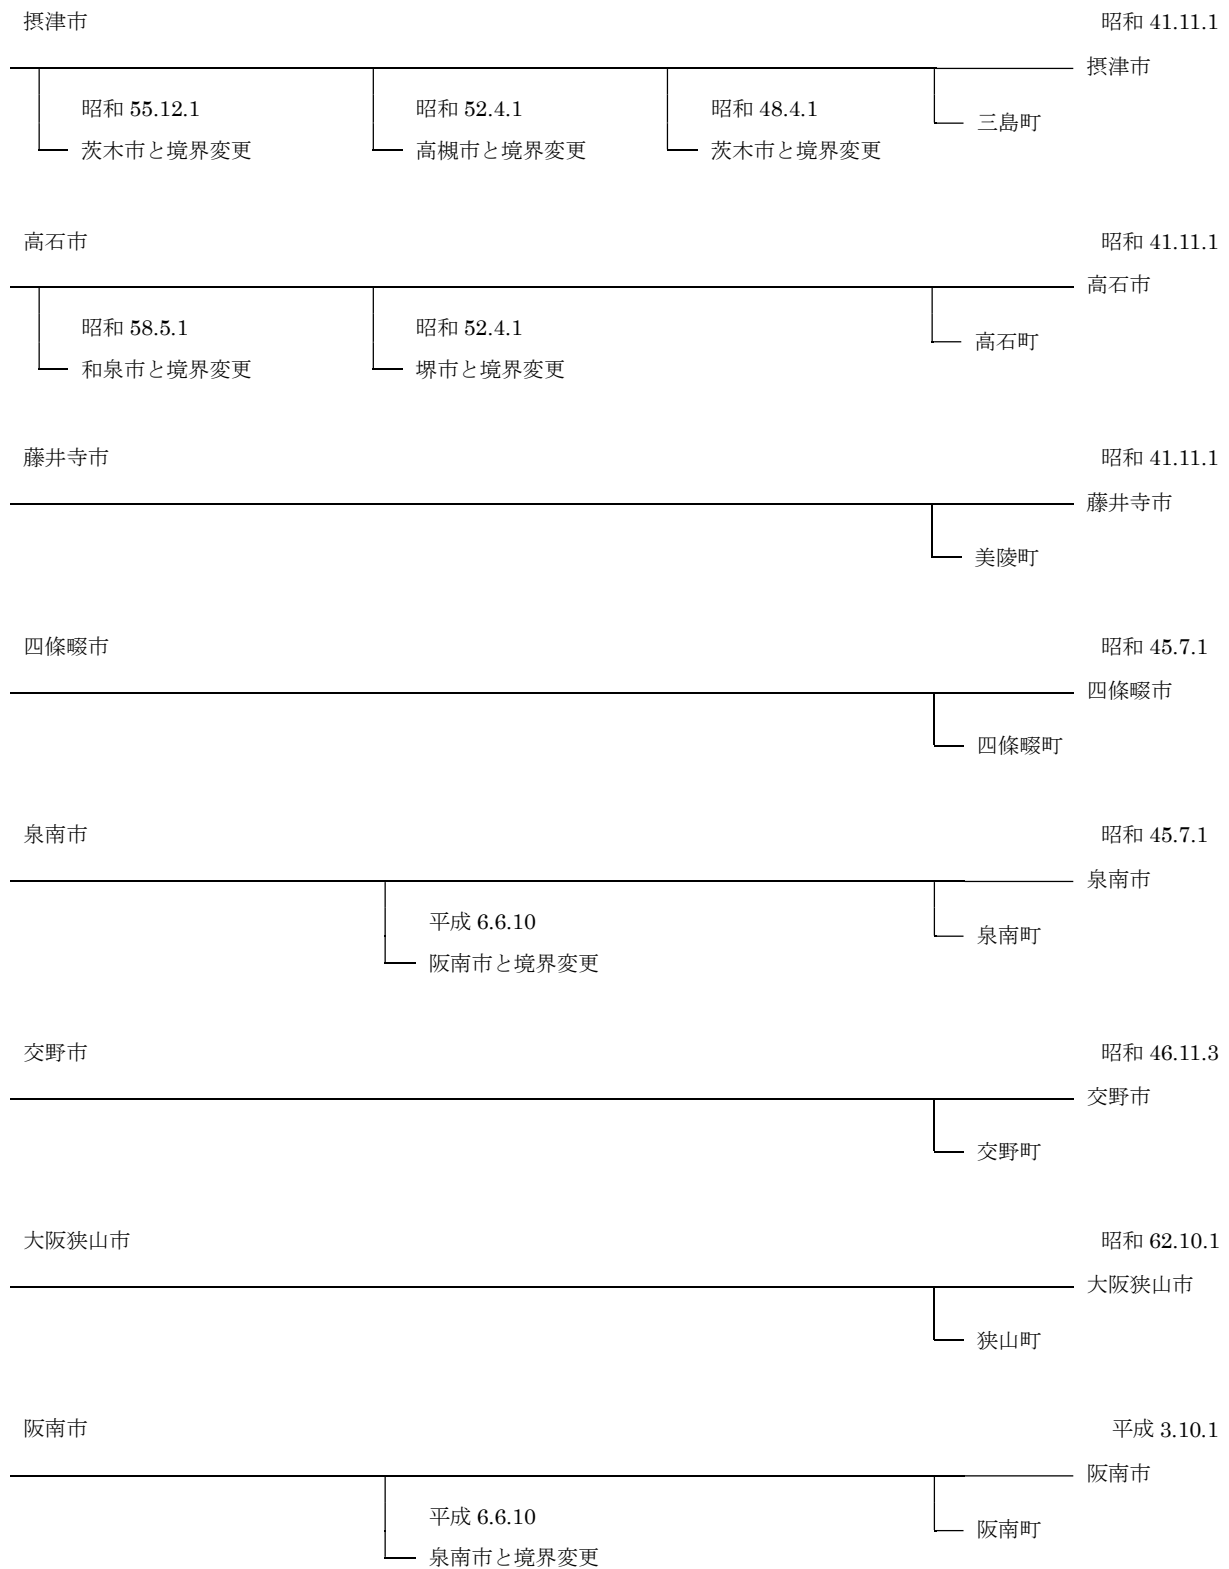 摂津市
昭和 41.11.1
摂津市
昭和 55.12.1
茨木市と境界変更
昭和 52.4.1
高槻市と境界変更
昭和 48.4.1
茨木市と境界変更
三島町
高石市
昭和 41.11.1
高石市
昭和 58.5.1
和泉市と境界変更
昭和 52.4.1
堺市と境界変更
高石町
藤井寺市
昭和 41.11.1
藤井寺市
美陵町
四條畷市
昭和 45.7.1
四條畷市
四條畷町
泉南市
昭和 45.7.1
泉南市
平成 6.6.10
阪南市と境界変更
泉南町
交野市
昭和 46.11.3
交野市
交野町
大阪狭山市
昭和 62.10.1
大阪狭山市
狭山町
阪南市
平成 3.10.1
阪南市
平成 6.6.10
泉南市と境界変更
阪南町